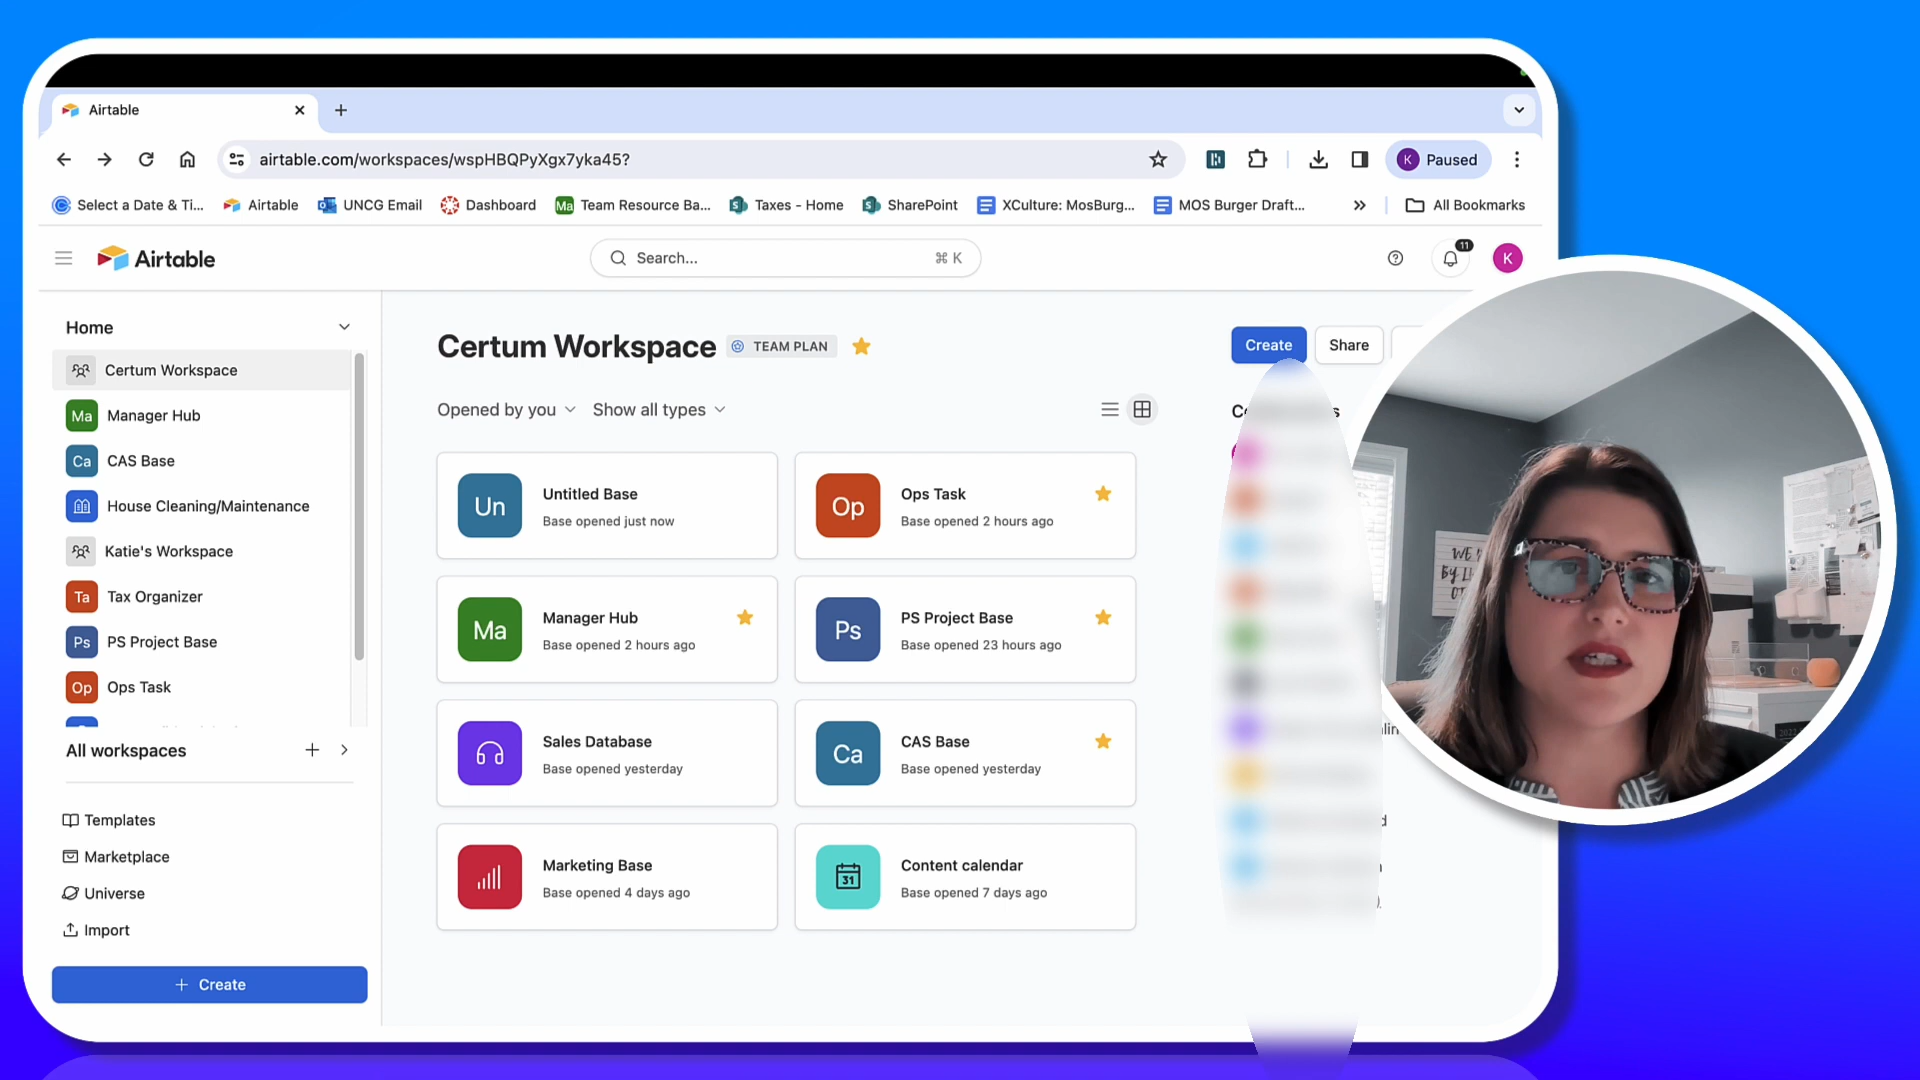 Airtable
airtable.com/workspaces/wspHBQPyXgx7yka45?
K Paused
Select a Date & Ti...
Airtable
UNCG Email
Dashboard
Ma Team Resource Ba...
Taxes - Home
SharePoint
XCulture: MosBurg...
MOS Burger Draft...
All Bookmarks
Airtable
Search...
⌘ K
11
K
Home
Certum Workspace
Ma Manager Hub
Ca CAS Base
House Cleaning/Maintenance
Katie's Workspace
Ta Tax Organizer
Ps PS Project Base
Op Ops Task
All workspaces
Templates
Marketplace
Universe
Import
+ Create
Certum Workspace
TEAM PLAN
Create
Share
Opened by you
Show all types
Un
Untitled Base
Base opened just now
Op
Ops Task
Base opened 2 hours ago
Ma
Manager Hub
Base opened 2 hours ago
Ps
PS Project Base
Base opened 23 hours ago
Sales Database
Base opened yesterday
Ca
CAS Base
Base opened yesterday
Marketing Base
Base opened 4 days ago
31
Content calendar
Base opened 7 days ago